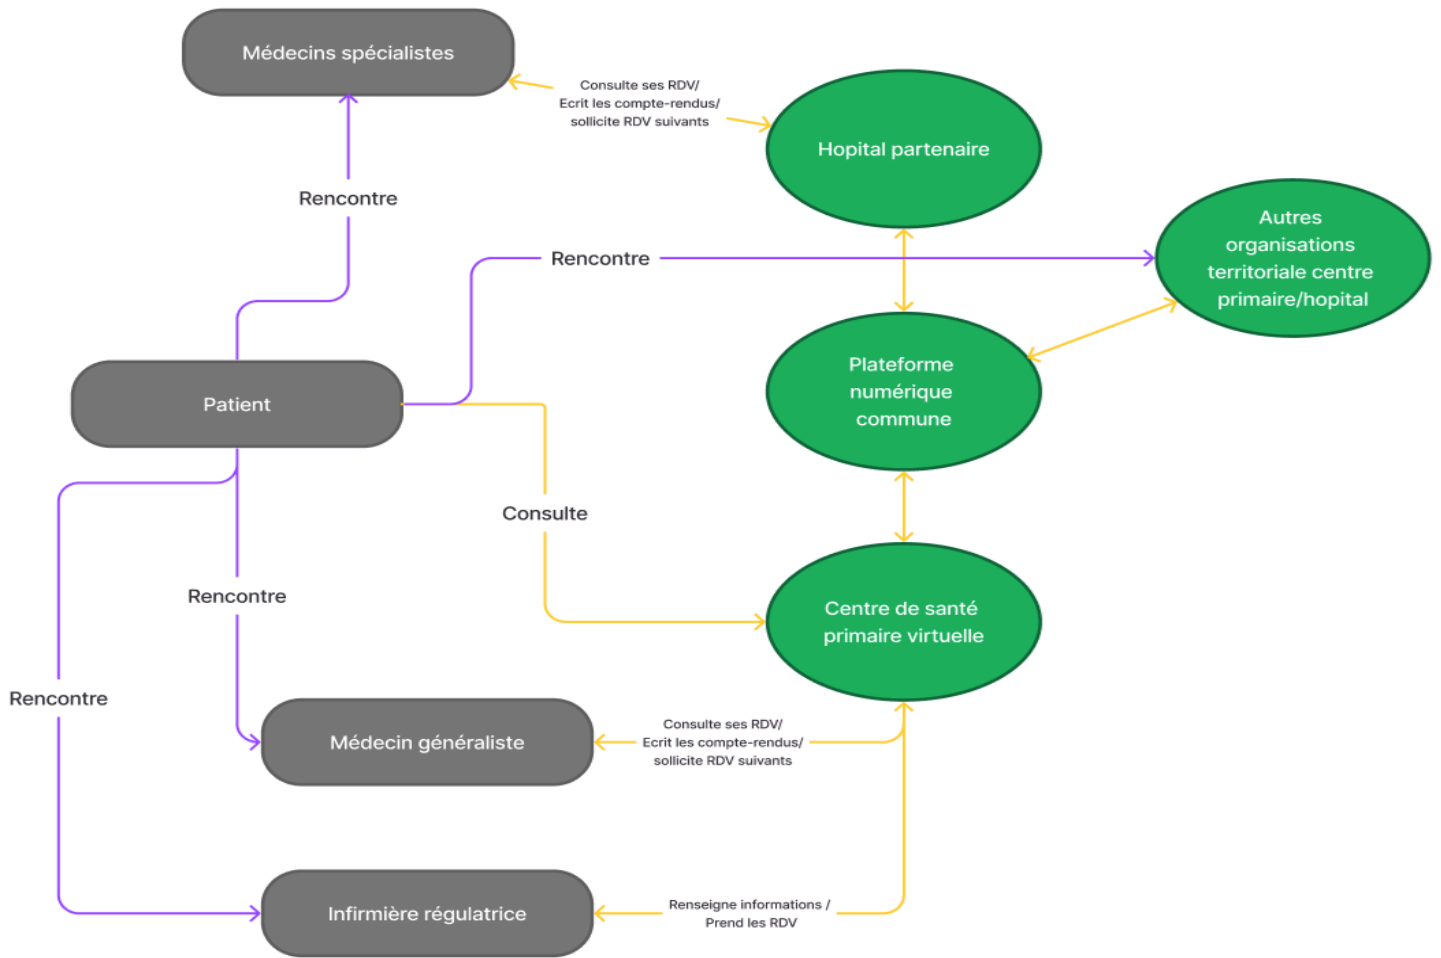 Médecins spécialistes
Consulte ses RDV/
Ecrit les compte-rendus/
sollicite RDV suivants
Hopital partenaire
Rencontre
Autres
organisations
territoriale centre
primaire/hopital
Rencontre
Plateforme
numérique
commune
Patient
Consulte
Rencontre
Centre de santé
primaire virtuelle
Rencontre
Médecin généraliste
Consulte ses RDV/
Ecrit les compte-rendus/
sollicite RDV suivants
Infirmière régulatrice
Renseigne informations /
Prend les RDV